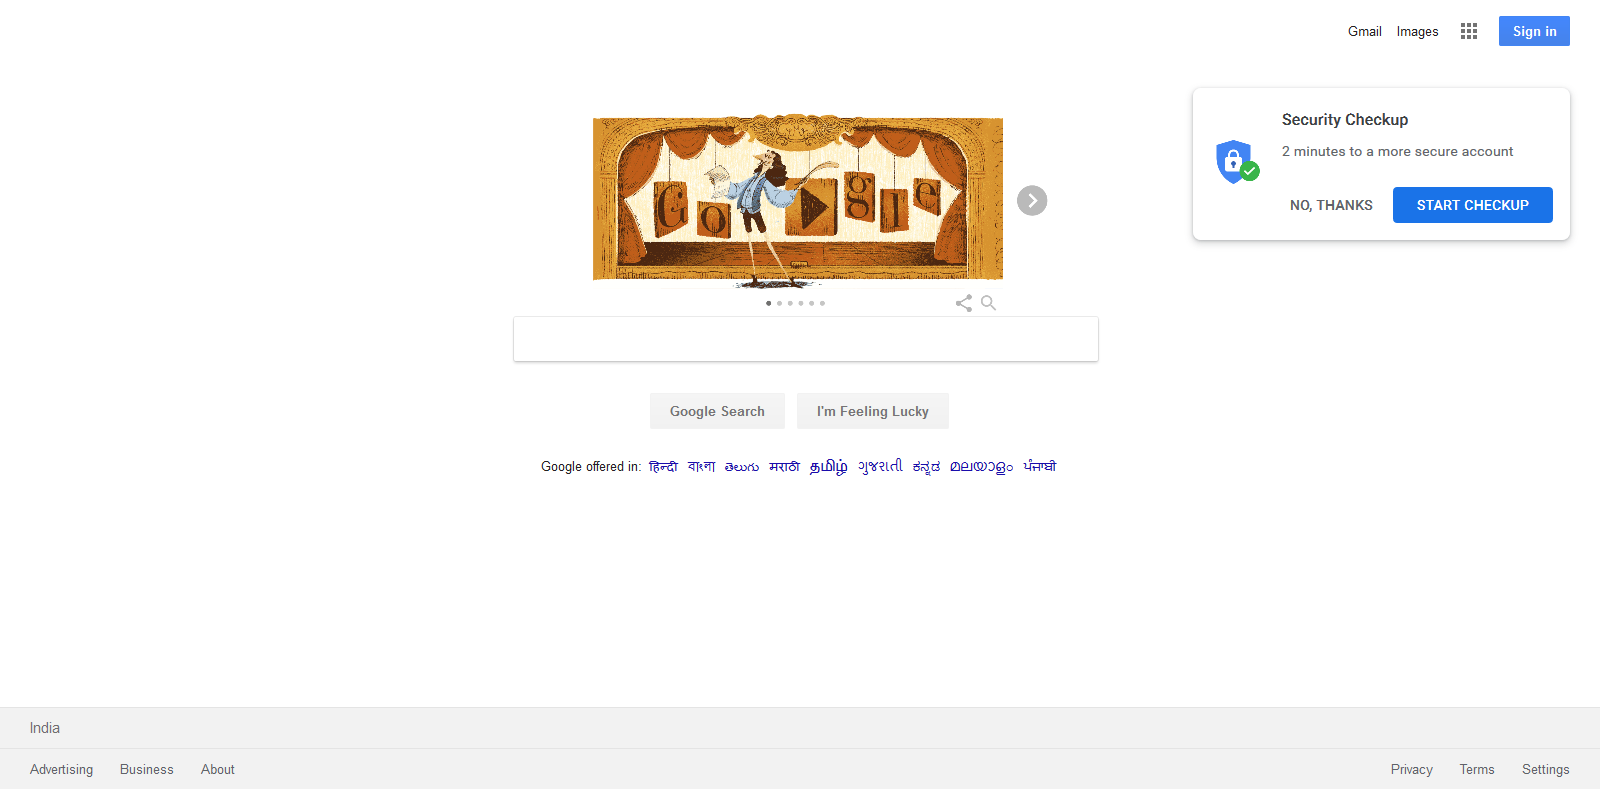 Gmail Images Sign in
Security Checkup
2 minutes to a more secure account
NO, THANKS START CHECKUP
Google
Google Search I'm Feeling Lucky
Google offered in: हिन्दी বাংলা తెలుగు मराठी தமிழ் ગુજરાતી ಕನ್ನಡ മലയാളം ਪੰਜਾਬੀ
India
Advertising Business About Privacy Terms Settings